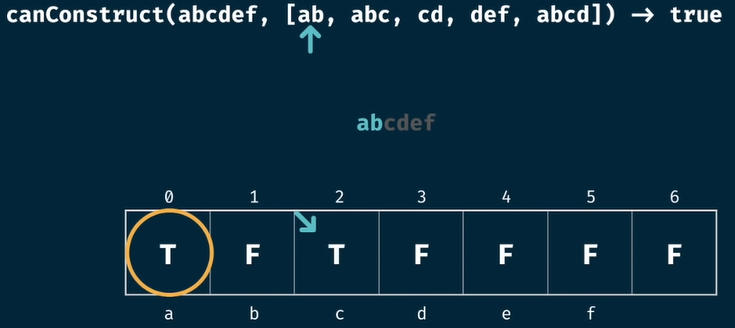 canConstruct(abcdef, [ab, abc, cd, def, abcd]) → true
abcdef
0 1 2 3 4 5 6
T F T F F F F
a b c d e f